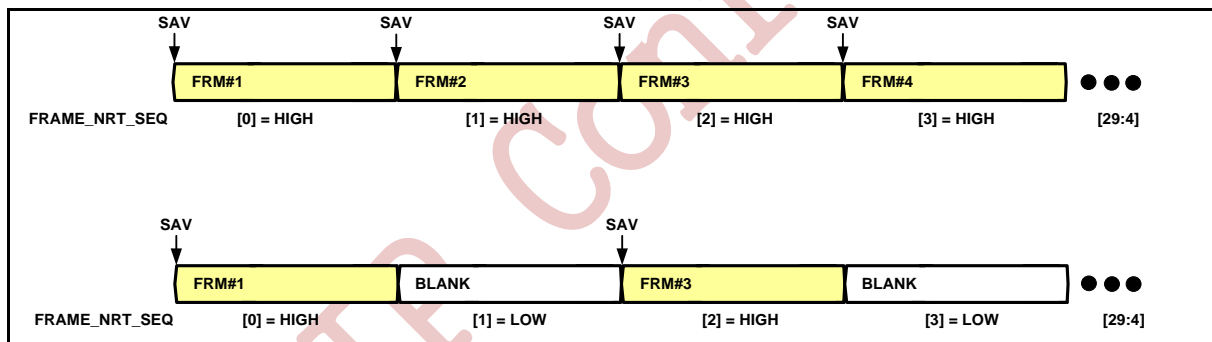 SAV SAV SAV SAV
FRM#1 FRM#2 FRM#3 FRM#4
FRAME_NRT_SEQ [0] = HIGH [1] = HIGH [2] = HIGH [3] = HIGH [29:4]
SAV SAV
FRM#1 BLANK FRM#3 BLANK
FRAME_NRT_SEQ [0] = HIGH [1] = LOW [2] = HIGH [3] = LOW [29:4]